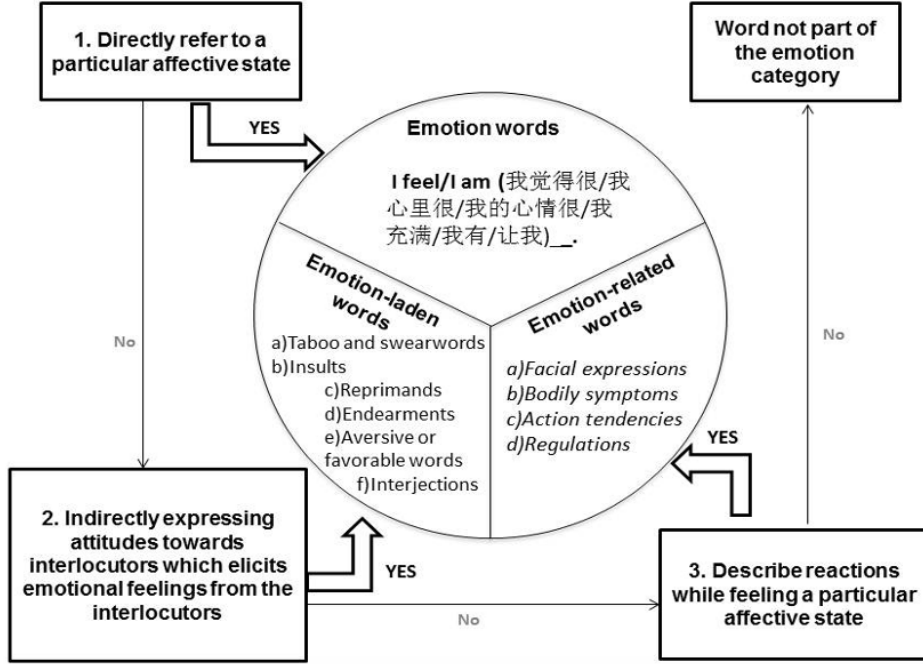 1. Directly refer to a
particular affective state
YES
Word not part of
the emotion
category
Emotion words
I feel/I am (我觉得很/我
心里很/我的心情很/我
充满/我有/让我)__.
Emotion-laden
words
a)Taboo and swearwords
b)Insults
c)Reprimands
d)Endearments
e)Aversive or
favorable words
f)Interjections
Emotion-related
words
a)Facial expressions
b)Bodily symptoms
c)Action tendencies
d)Regulations
No
No
YES
2. Indirectly expressing
attitudes towards
interlocutors which elicits
emotional feelings from the
interlocutors
YES
No
3. Describe reactions
while feeling a particular
affective state